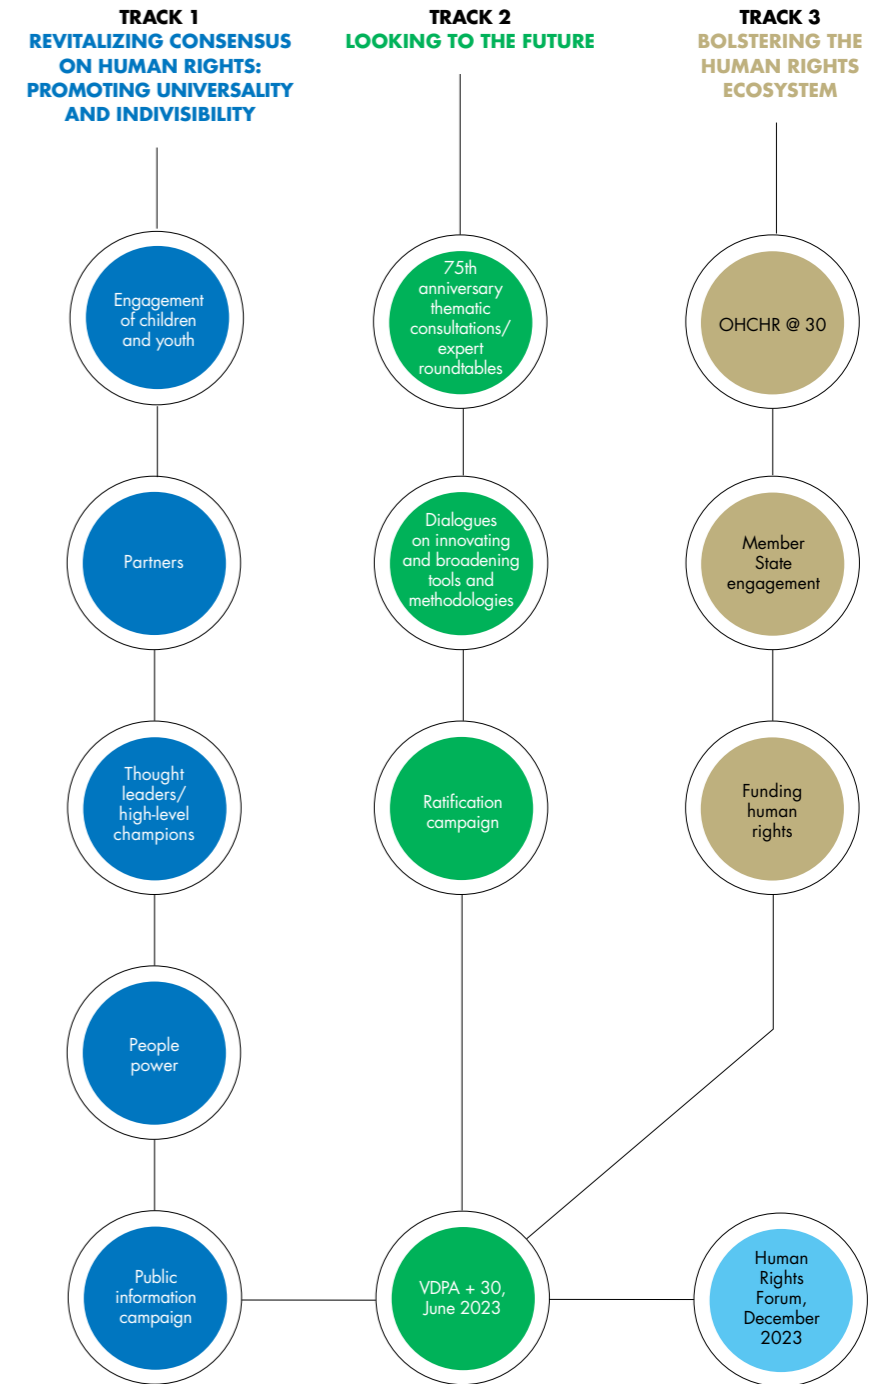 TRACK 1
REVITALIZING CONSENSUS
ON HUMAN RIGHTS:
PROMOTING UNIVERSALITY
AND INDIVISIBILITY
Engagement
of children
and youth
Partners
Thought
leaders/
high-level
champions
People
power
Public
information
campaign
TRACK 2
LOOKING TO THE FUTURE
75th
anniversary
thematic
consultations/
expert
roundtables
Dialogues
on innovating
and broadening
tools and
methodologies
Ratification
campaign
VDPA + 30,
June 2023
TRACK 3
BOLSTERING THE
HUMAN RIGHTS
ECOSYSTEM
OHCHR @ 30
Member
State
engagement
Funding
human
rights
Human
Rights
Forum,
December
2023